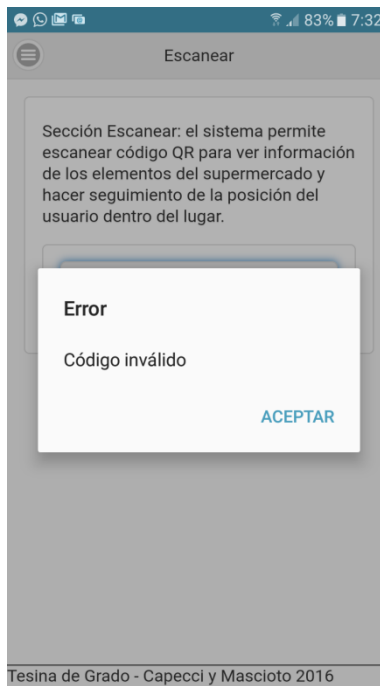 83% 7:32
Escanear
Sección Escanear: el sistema permite
escanear código QR para ver información
de los elementos del supermercado y
hacer seguimiento de la posición del
usuario dentro del lugar.
Error
Código inválido
ACEPTAR
Tesina de Grado - Capecci y Mascioto 2016